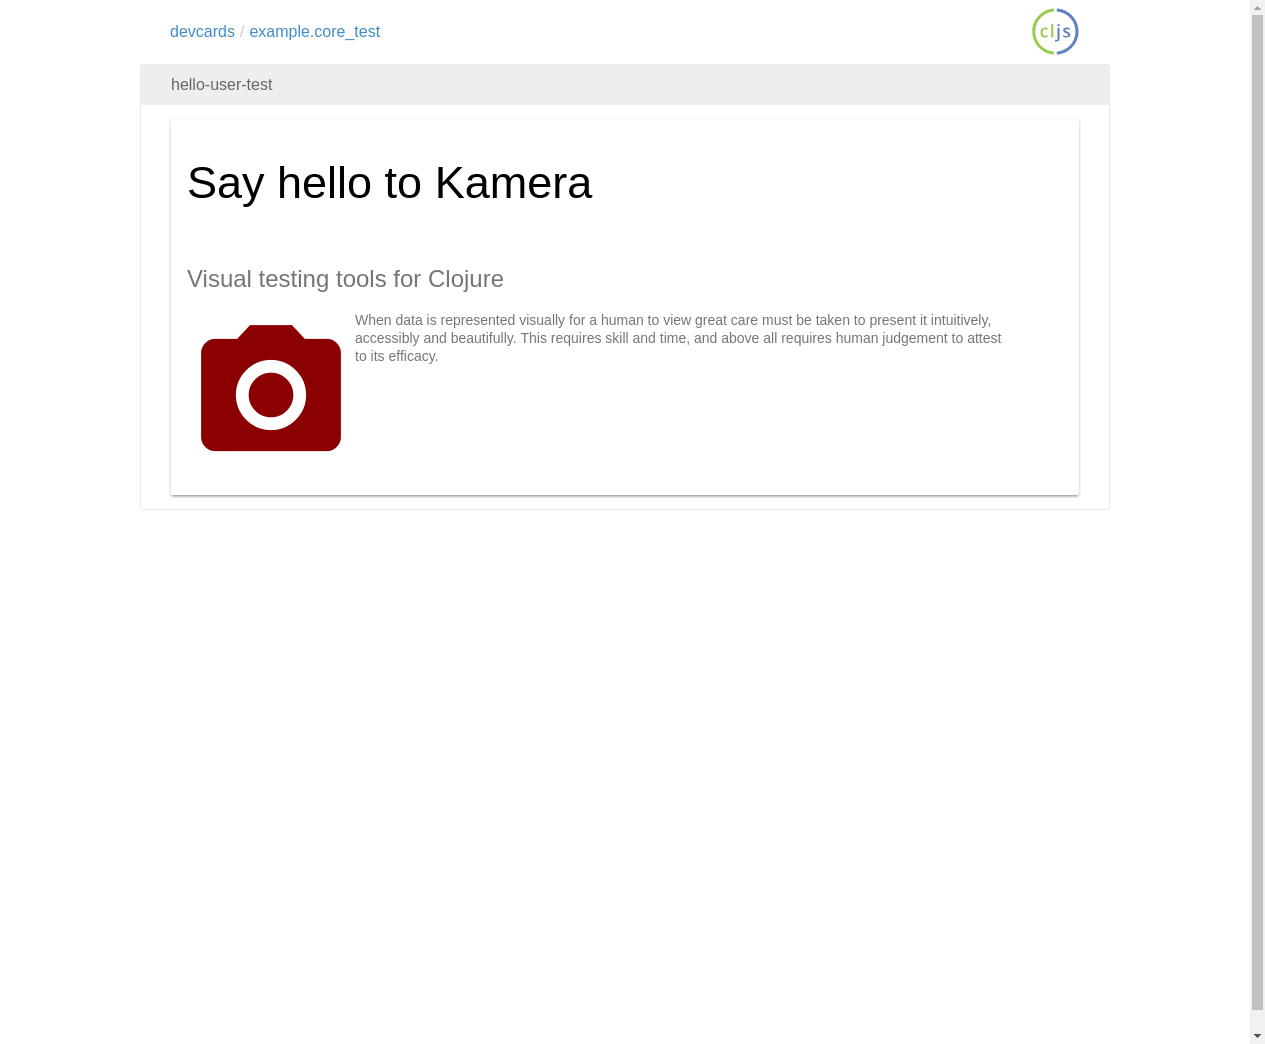 devcards / example.core_test
cljs
hello-user-test
Say hello to Kamera
Visual testing tools for Clojure
When data is represented visually for a human to view great care must be taken to present it intuitively,
accessibly and beautifully. This requires skill and time, and above all requires human judgement to attest
to its efficacy.